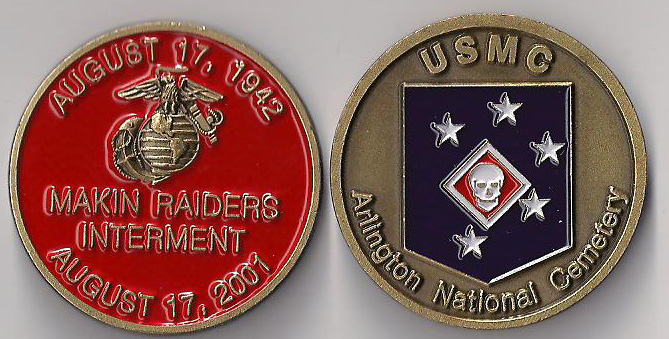 AUGUST 17, 1942
MAKIN RAIDERS
INTERMENT
AUGUST 17, 2001
USMC
Arlington National Cemetery